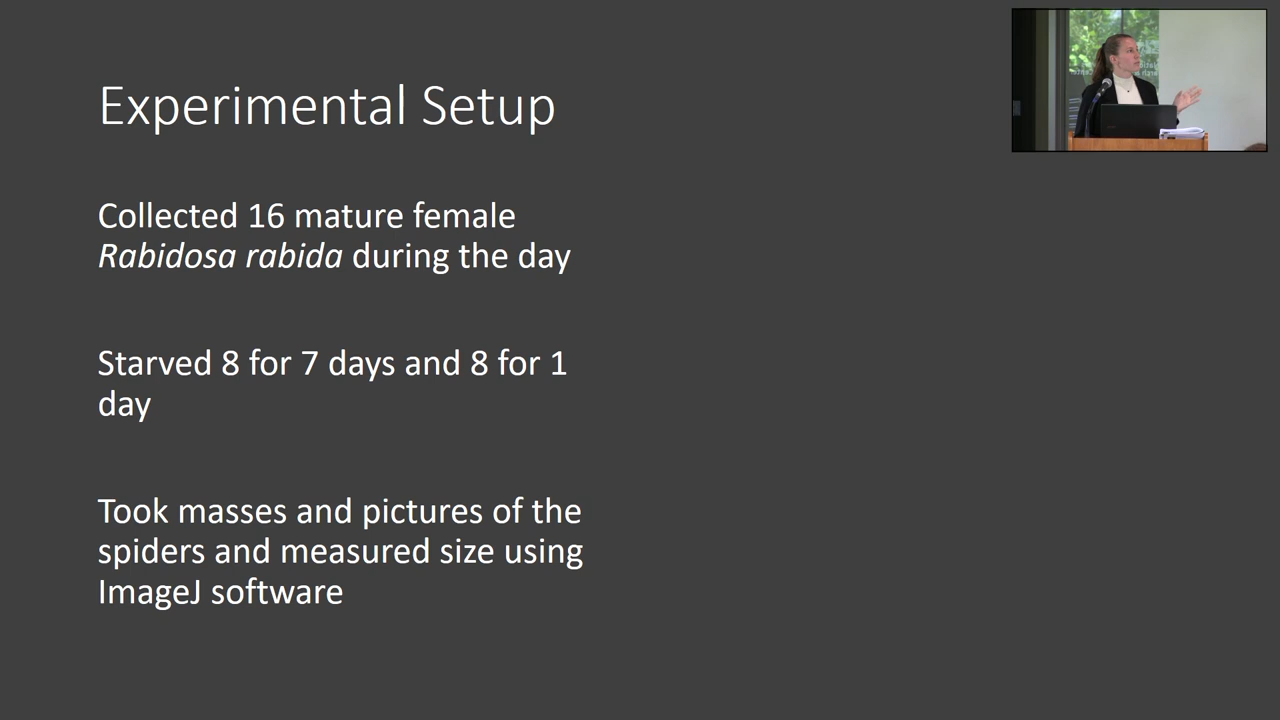 Experimental Setup
Collected 16 mature female
Rabidosa rabida during the day
Starved 8 for 7 days and 8 for 1
day
Took masses and pictures of the
spiders and measured size using
ImageJ software